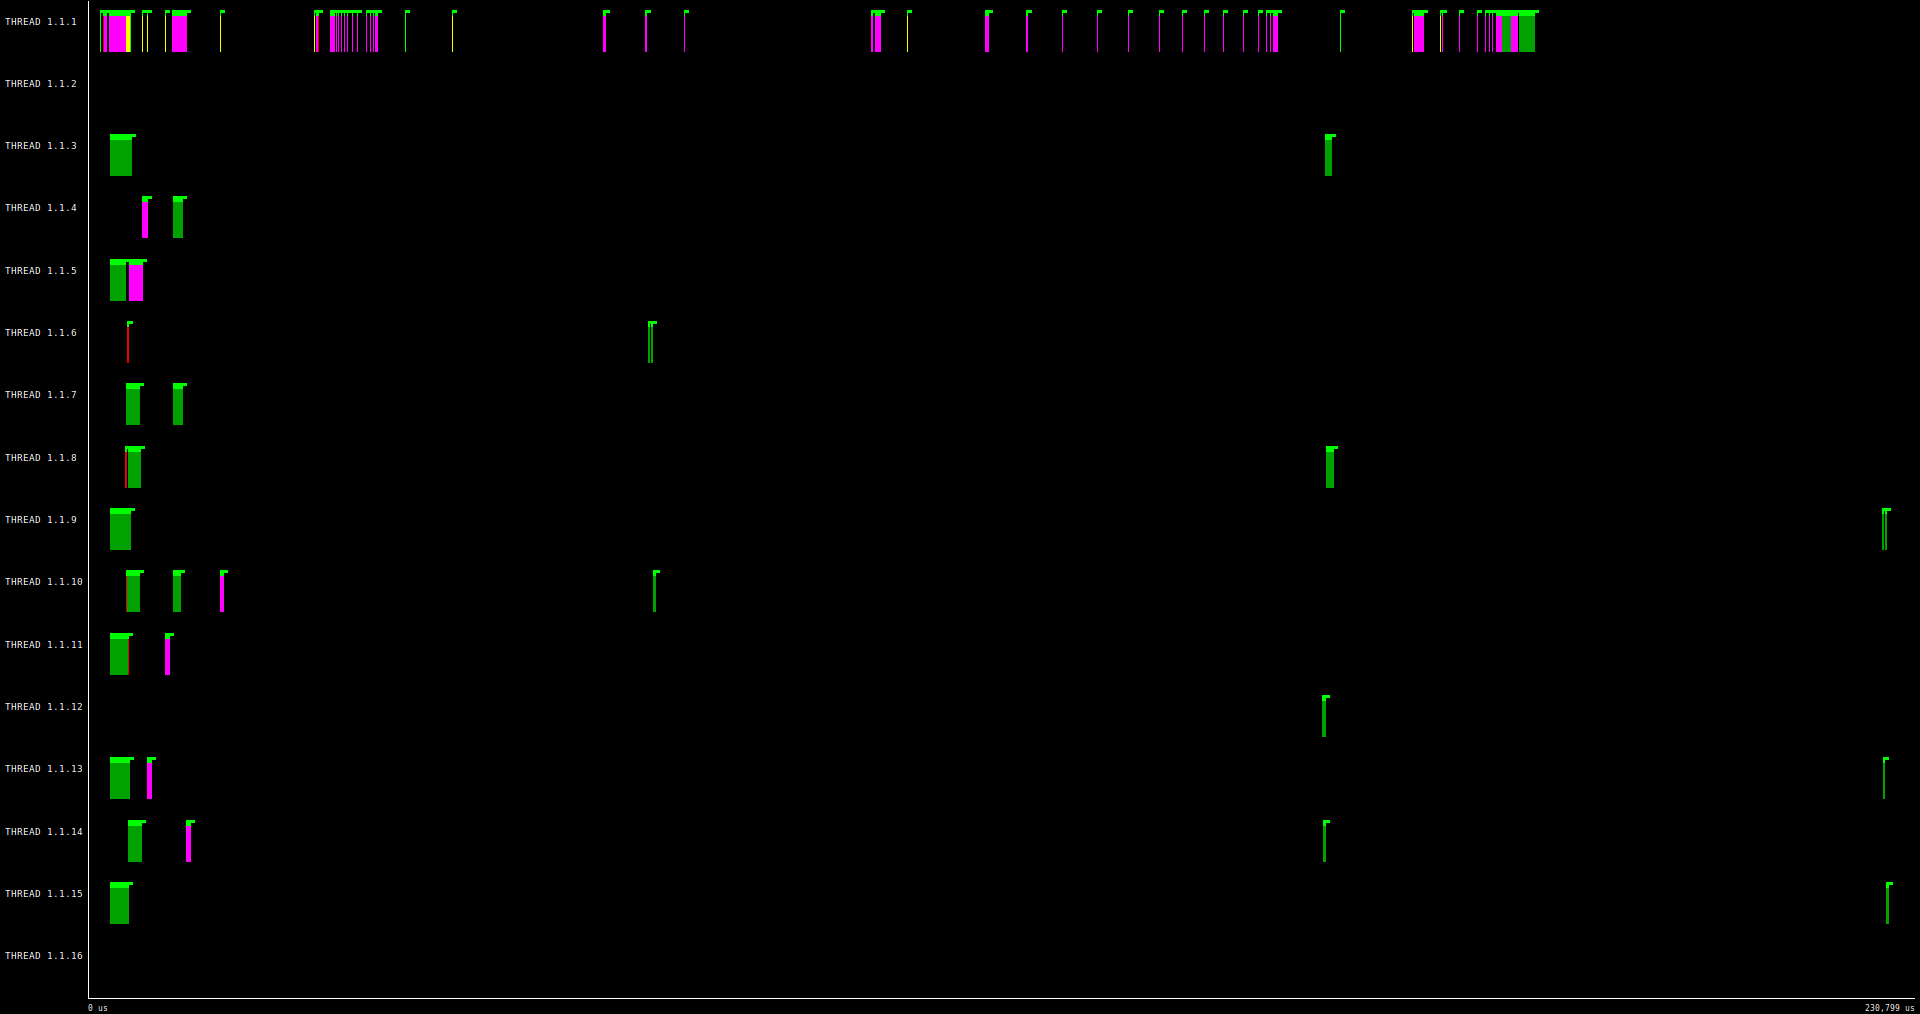 THREAD 1.1.1
THREAD 1.1.2
THREAD 1.1.3
THREAD 1.1.4
THREAD 1.1.5
THREAD 1.1.6
THREAD 1.1.7
THREAD 1.1.8
THREAD 1.1.9
THREAD 1.1.10
THREAD 1.1.11
THREAD 1.1.12
THREAD 1.1.13
THREAD 1.1.14
THREAD 1.1.15
THREAD 1.1.16
0 us
230,799 us